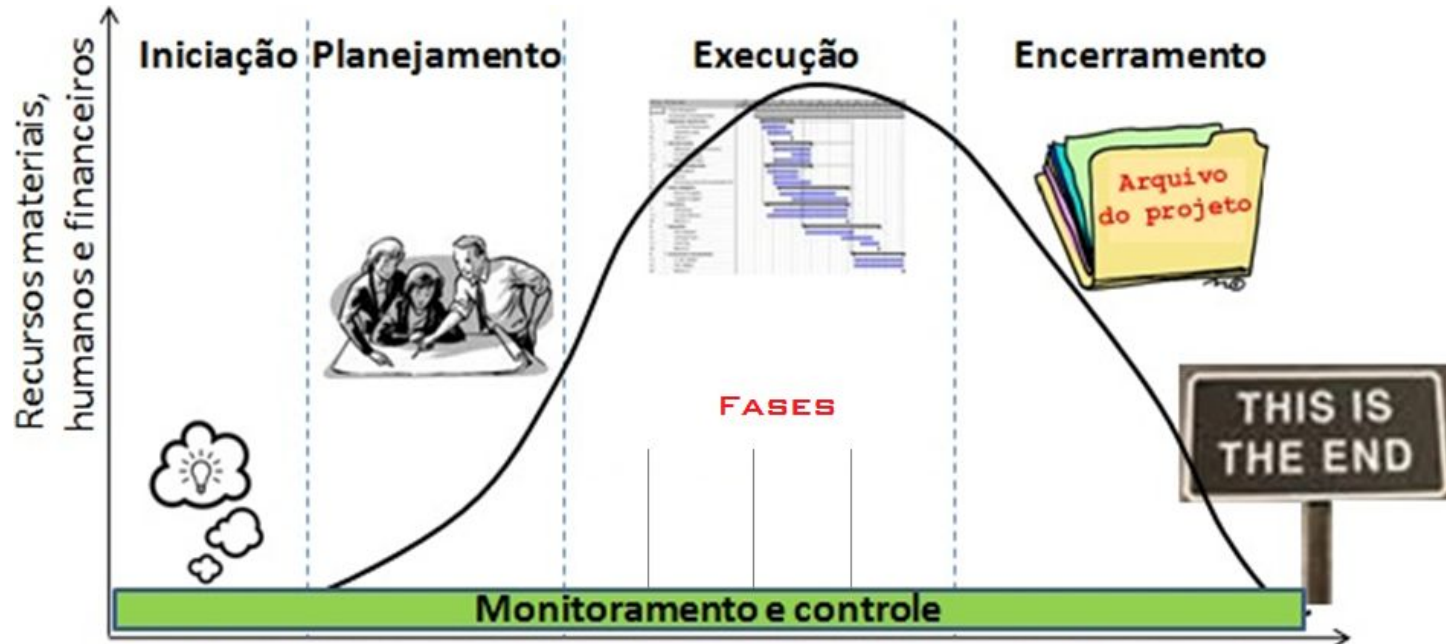 Recursos materiais,
humanos e financeiros
Iniciação
Planejamento
Execução
Encerramento
Arquivo
do projeto
FASES
THIS IS
THE END
Monitoramento e controle